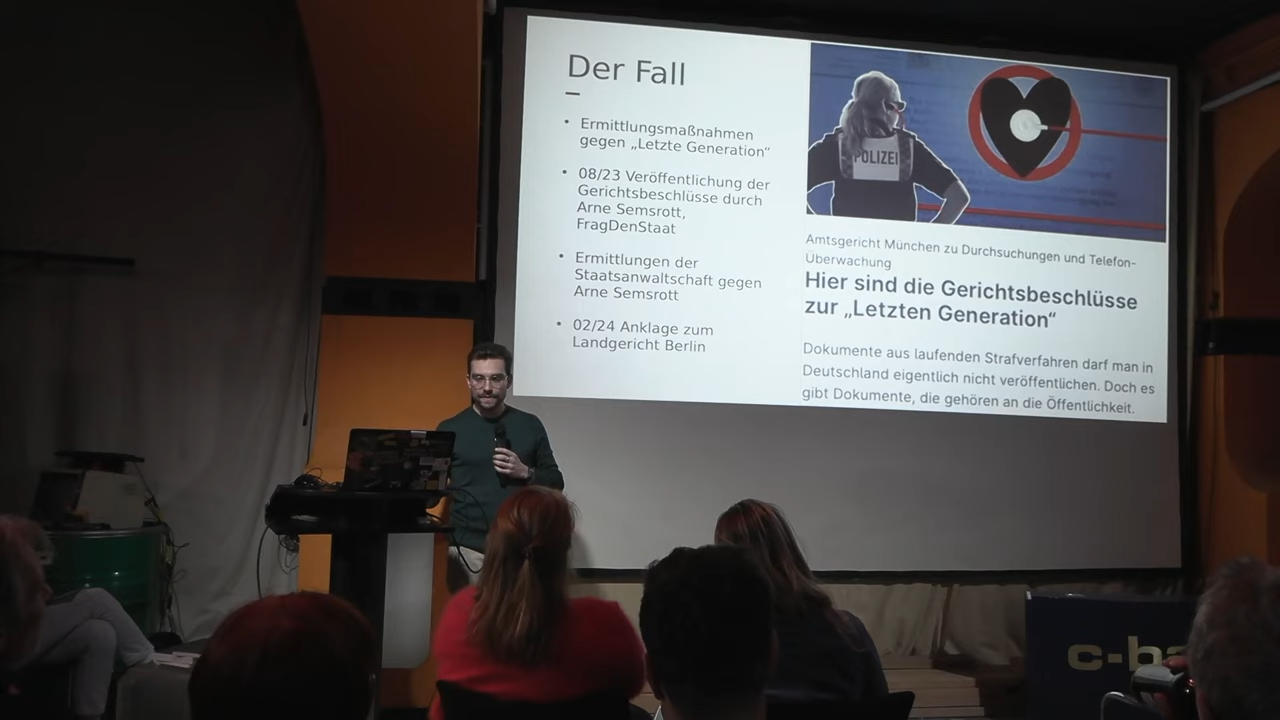 Der Fall
• Ermittlungsmaßnahmen
gegen „Letzte Generation“
• 08/23 Veröffentlichung der
Gerichtsbeschlüsse durch
Arne Semsrott,
FragDenStaat
• Ermittlungen der
Staatsanwaltschaft gegen
Arne Semsrott
• 02/24 Anklage zum
Landgericht Berlin
POLIZEI
Amtsgericht München zu Durchsuchungen und Telefon-
Überwachung
Hier sind die Gerichtsbeschlüsse
zur „Letzten Generation“
Dokumente aus laufenden Strafverfahren darf man in
Deutschland eigentlich nicht veröffentlichen. Doch es
gibt Dokumente, die gehören an die Öffentlichkeit.
c-ba